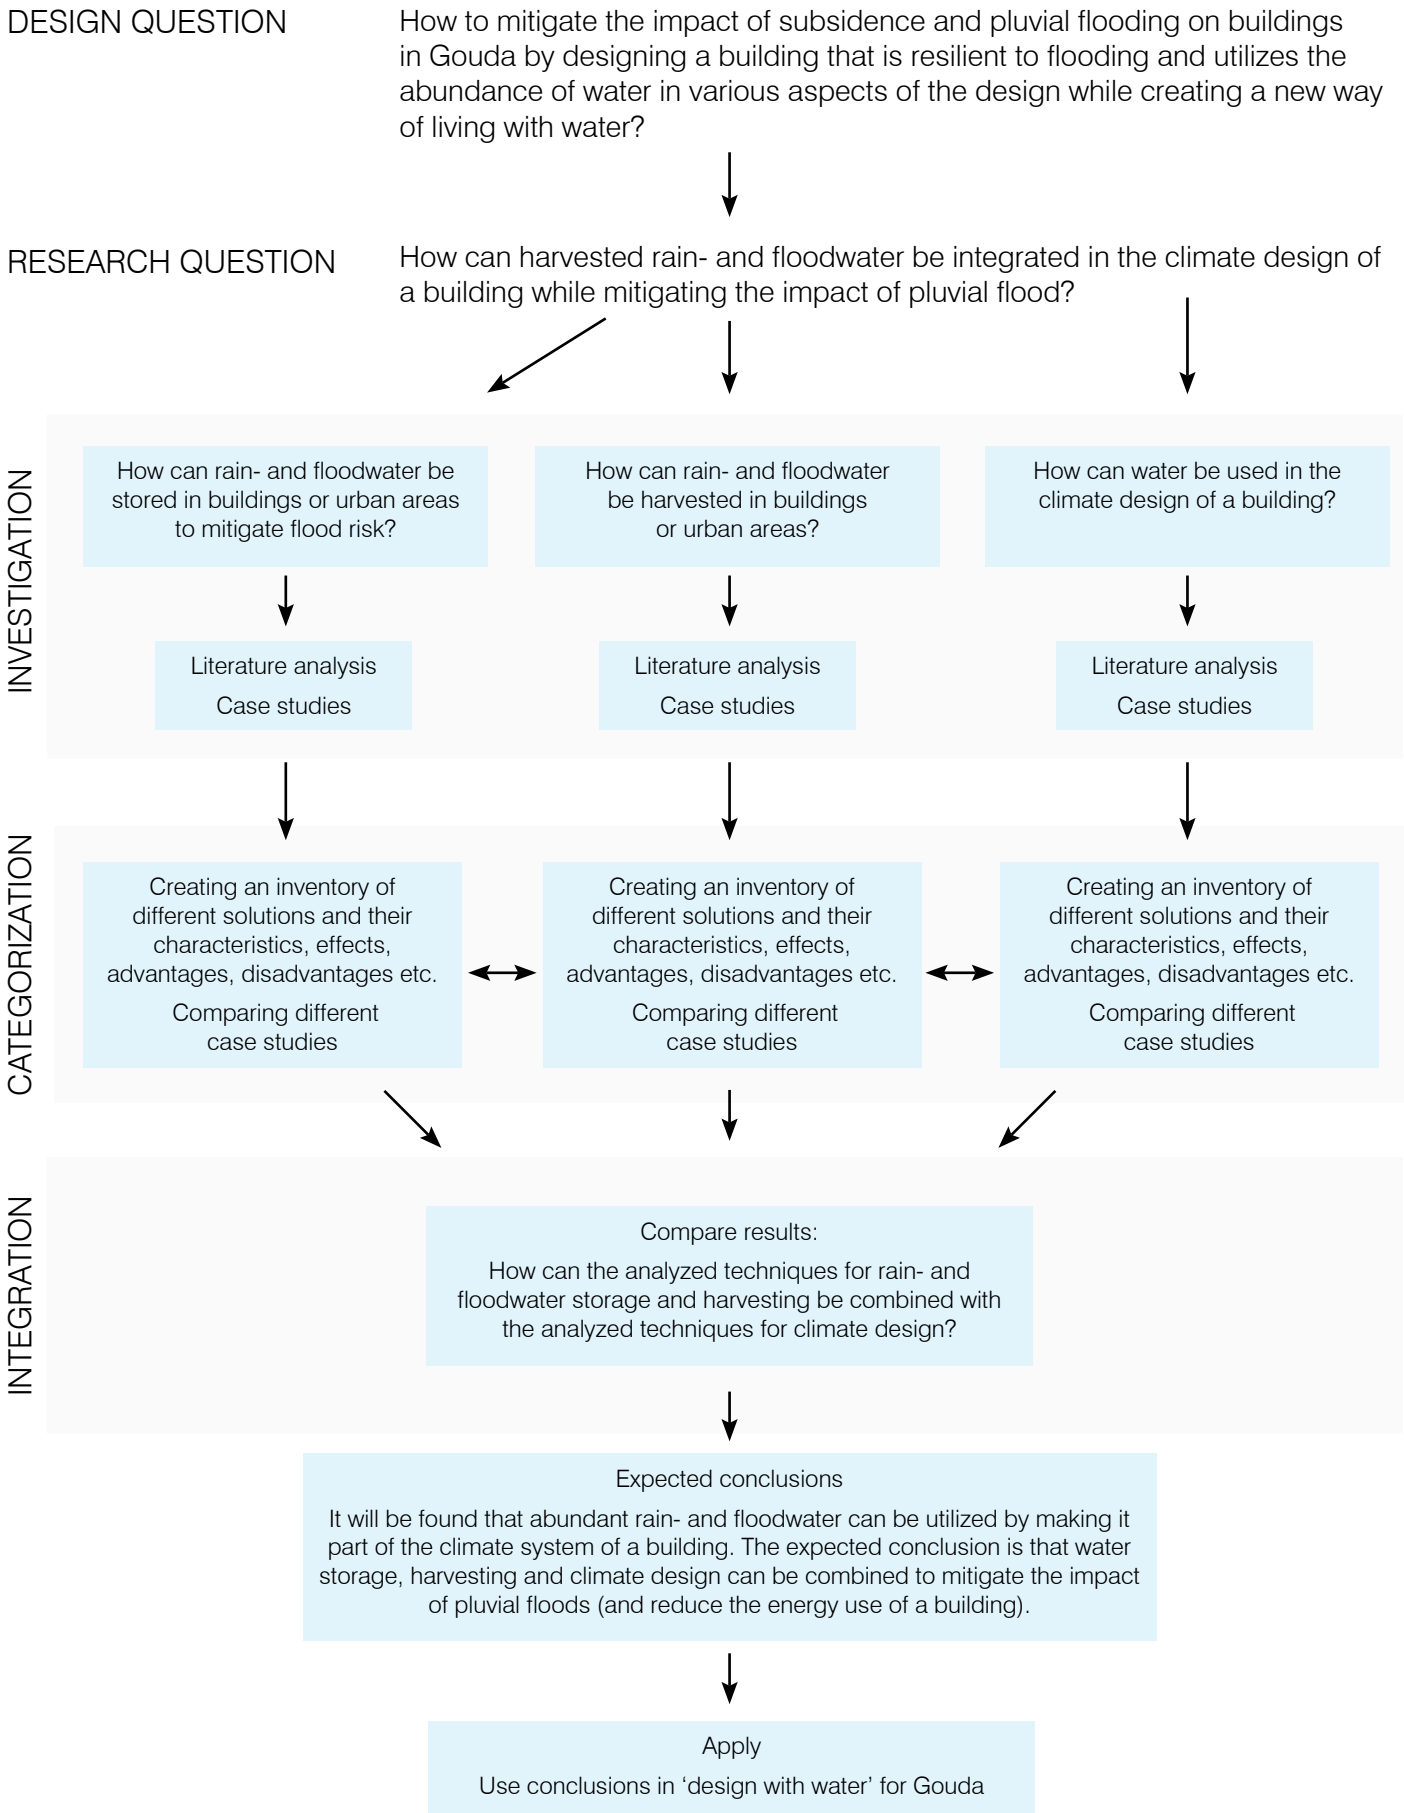 DESIGN QUESTION
How to mitigate the impact of subsidence and pluvial flooding on buildings
in Gouda by designing a building that is resilient to flooding and utilizes the
abundance of water in various aspects of the design while creating a new way
of living with water?
RESEARCH QUESTION
How can harvested rain- and floodwater be integrated in the climate design of
a building while mitigating the impact of pluvial flood?
INVESTIGATION
How can rain- and floodwater be
stored in buildings or urban areas
to mitigate flood risk?
How can rain- and floodwater
be harvested in buildings
or urban areas?
How can water be used in the
climate design of a building?
Literature analysis
Case studies
Literature analysis
Case studies
Literature analysis
Case studies
CATEGORIZATION
Creating an inventory of
different solutions and their
characteristics, effects,
advantages, disadvantages etc.
Comparing different
case studies
Creating an inventory of
different solutions and their
characteristics, effects,
advantages, disadvantages etc.
Comparing different
case studies
Creating an inventory of
different solutions and their
characteristics, effects,
advantages, disadvantages etc.
Comparing different
case studies
INTEGRATION
Compare results:
How can the analyzed techniques for rain- and
floodwater storage and harvesting be combined with
the analyzed techniques for climate design?
Expected conclusions
It will be found that abundant rain- and floodwater can be utilized by making it
part of the climate system of a building. The expected conclusion is that water
storage, harvesting and climate design can be combined to mitigate the impact
of pluvial floods (and reduce the energy use of a building).
Apply
Use conclusions in ‘design with water’ for Gouda